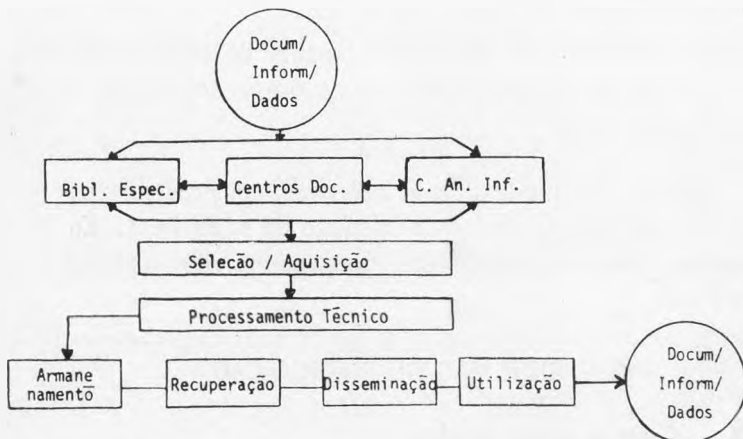 Docum/
Inform/
Dados
Bibl. Espec.
Centros Doc.
C. An. Inf.
Selecão / Aquisição
Processamento Técnico
Armane
namento
Recuperação
Disseminação
Utilização
Docum/
Inform/
Dados